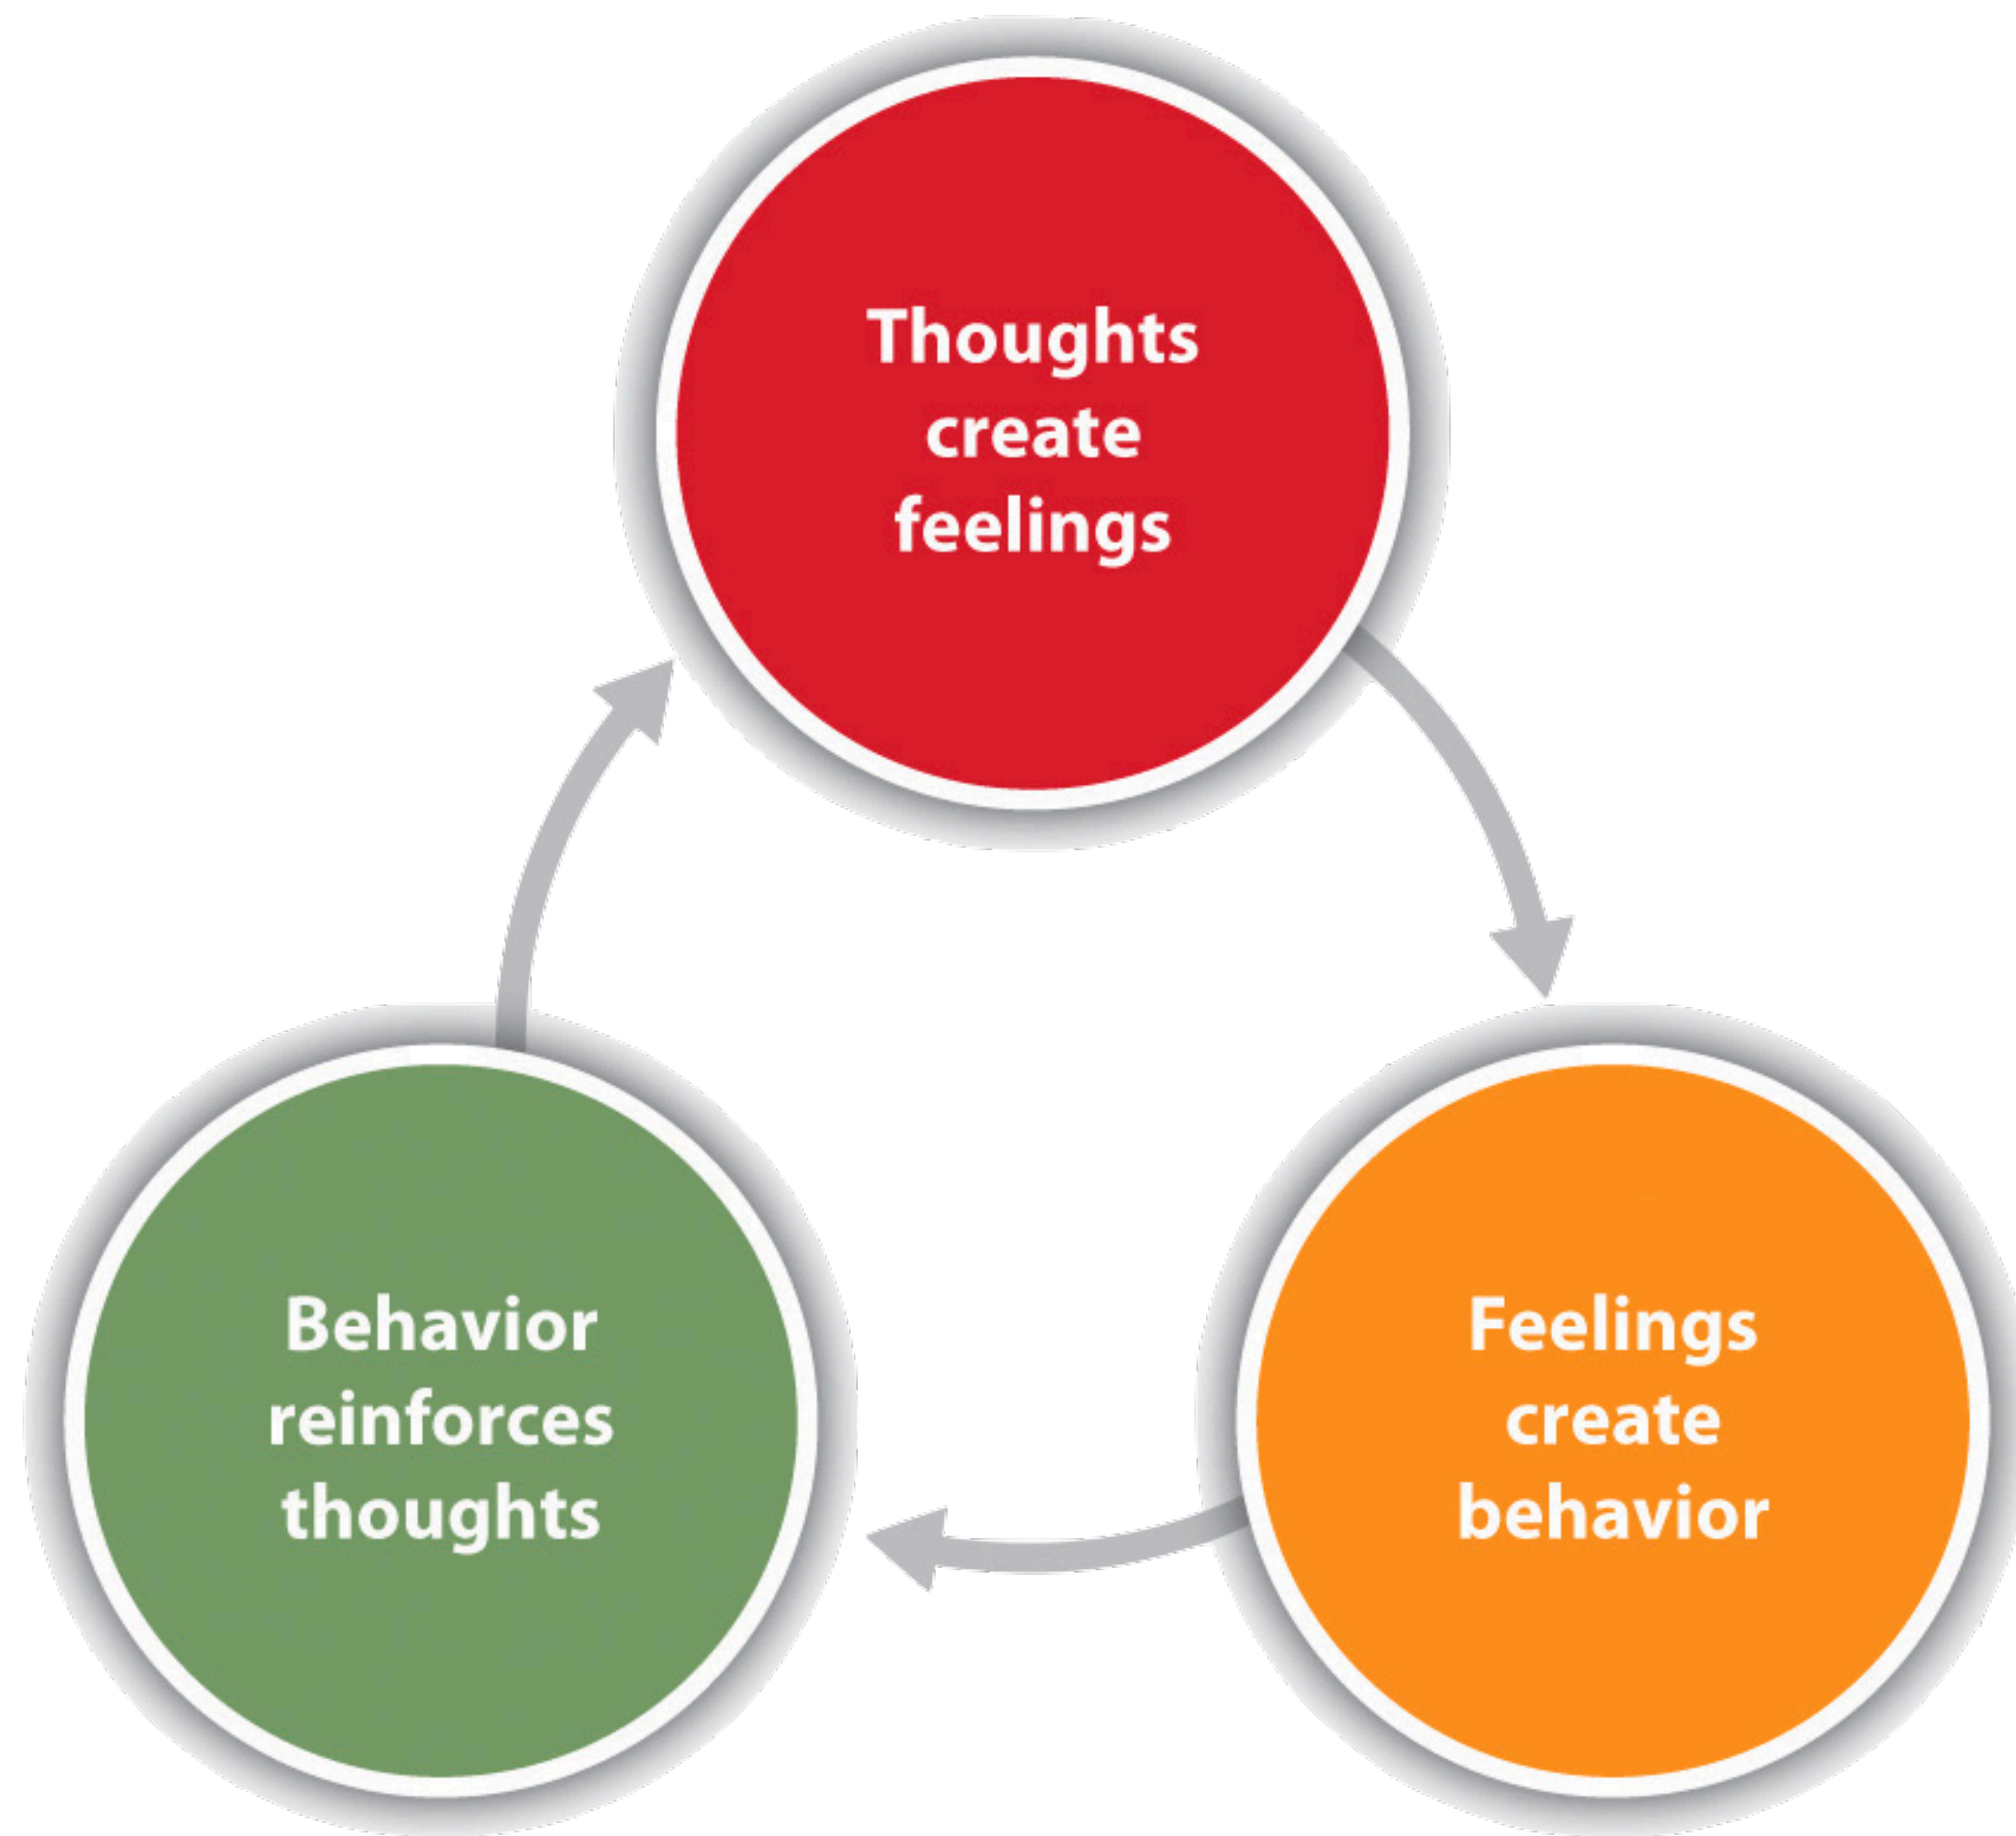 Thoughts
create
feelings
Feelings
create
behavior
Behavior
reinforces
thoughts